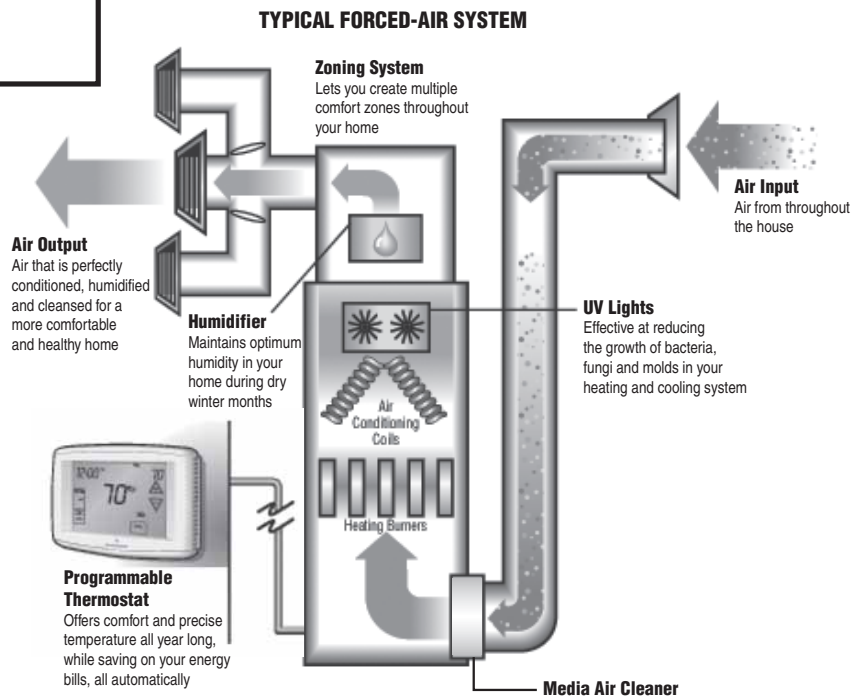 TYPICAL FORCED-AIR SYSTEM
Zoning System
Lets you create multiple
comfort zones throughout
your home
Air Input
Air from throughout
the house
Air Output
Air that is perfectly
conditioned, humidified
and cleansed for a
more comfortable
and healthy home
Humidifier
Maintains optimum
humidity in your
home during dry
winter months
UV Lights
Effective at reducing
the growth of bacteria,
fungi and molds in your
heating and cooling system
Air
Conditioning
Coils
Heating Burners
12:00
70
70
Programmable
Thermostat
Offers comfort and precise
temperature all year long,
while saving on your energy
bills, all automatically
Media Air Cleaner